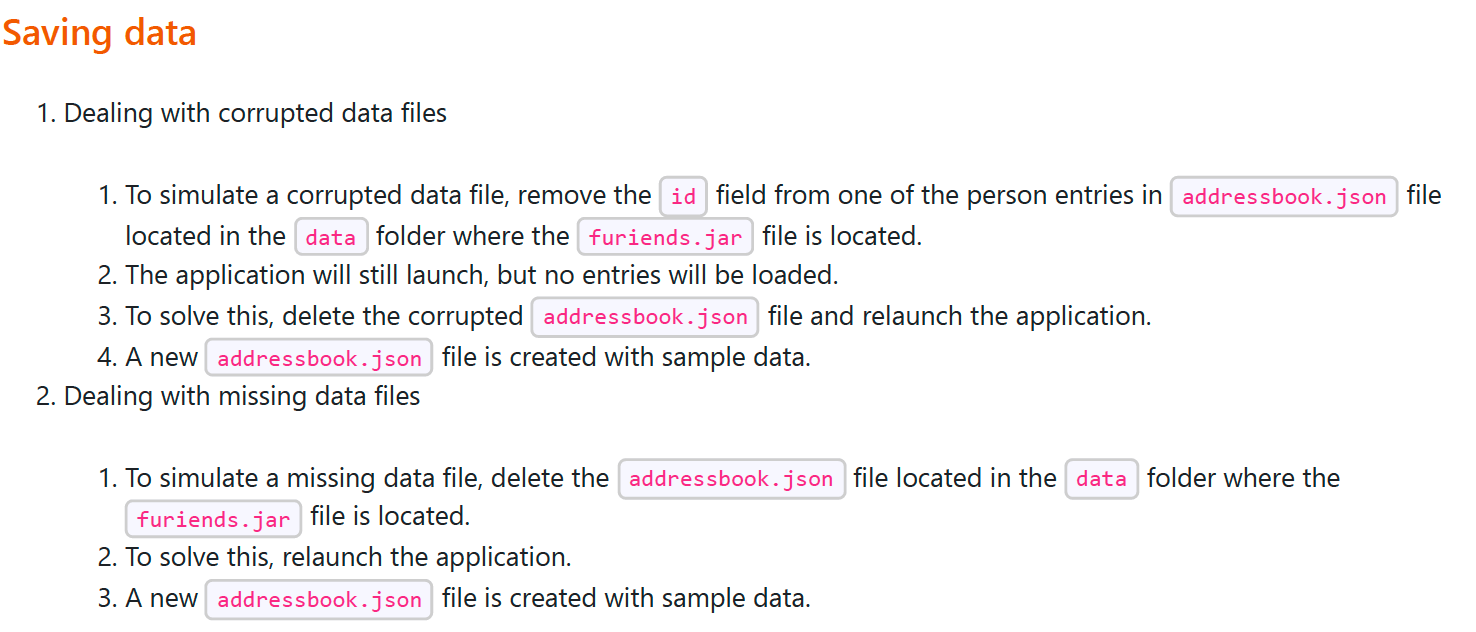 Saving data
1. Dealing with corrupted data files
1. To simulate a corrupted data file, remove the id field from one of the person entries in addressbook.json file
located in the data folder where the furiends.jar file is located.
2. The application will still launch, but no entries will be loaded.
3. To solve this, delete the corrupted addressbook.json file and relaunch the application.
4. A new addressbook.json file is created with sample data.
2. Dealing with missing data files
1. To simulate a missing data file, delete the addressbook.json file located in the data folder where the
furiends.jar file is located.
2. To solve this, relaunch the application.
3. A new addressbook.json file is created with sample data.